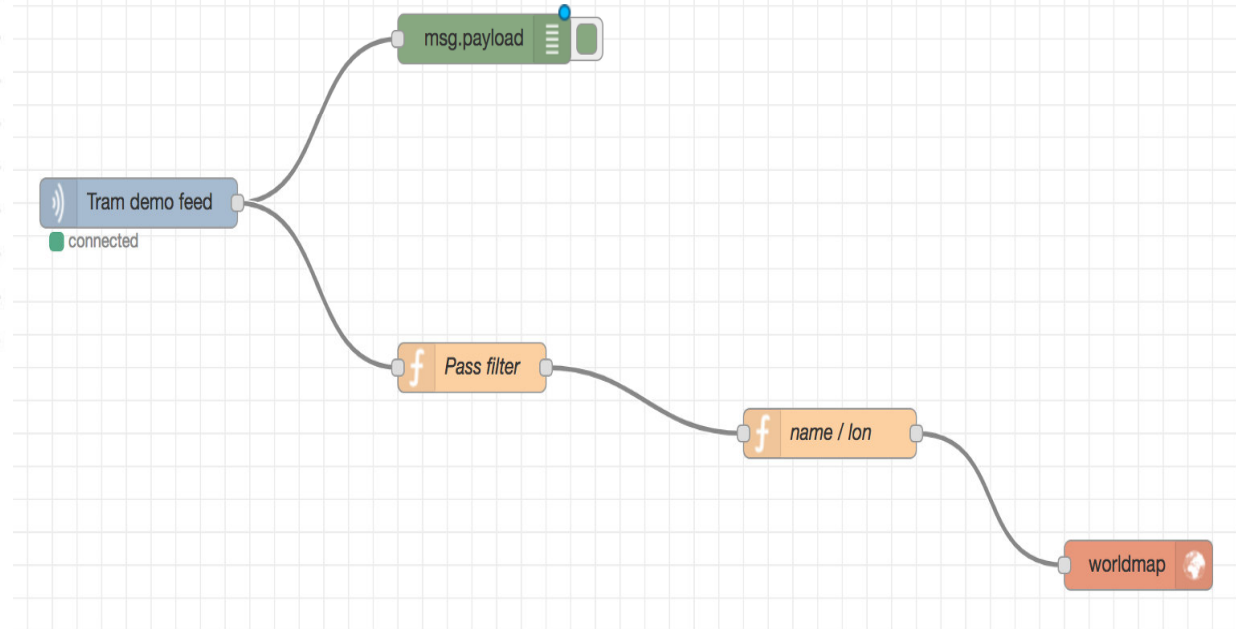 msg.payload
Tram demo feed
connected
Pass filter
name / lon
worldmap